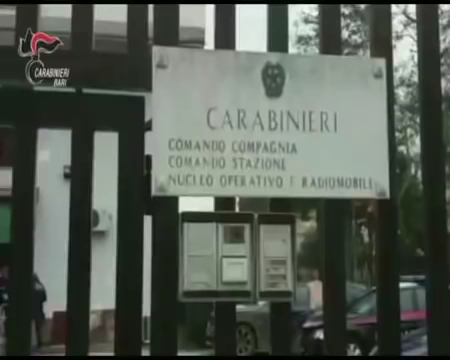 CARABINIERI
BARI
CARABINIERI
COMANDO COMPAGNIA
COMANDO STAZIONE
NUCLEO OPERATIVO E RADIOMOBILE